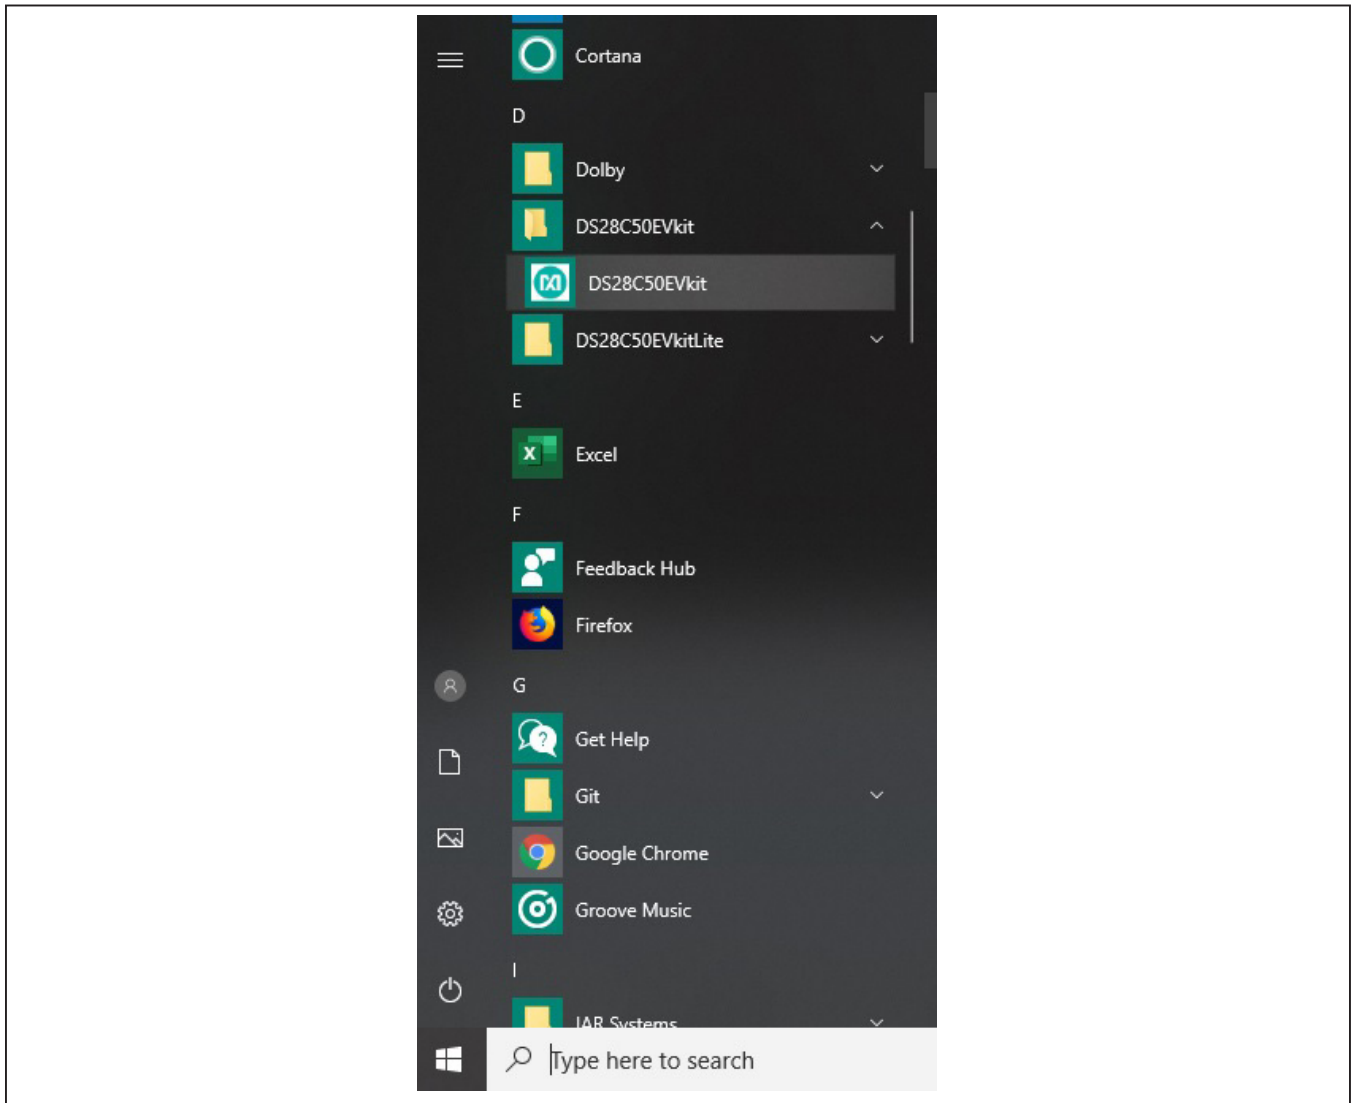 Cortana
D
Dolby
DS28C50EVkit
DS28C50EVkit
DS28C50EVkitLite
E
Excel
F
Feedback Hub
Firefox
G
Get Help
Git
Google Chrome
Groove Music
I
IAR Systems
Type here to search